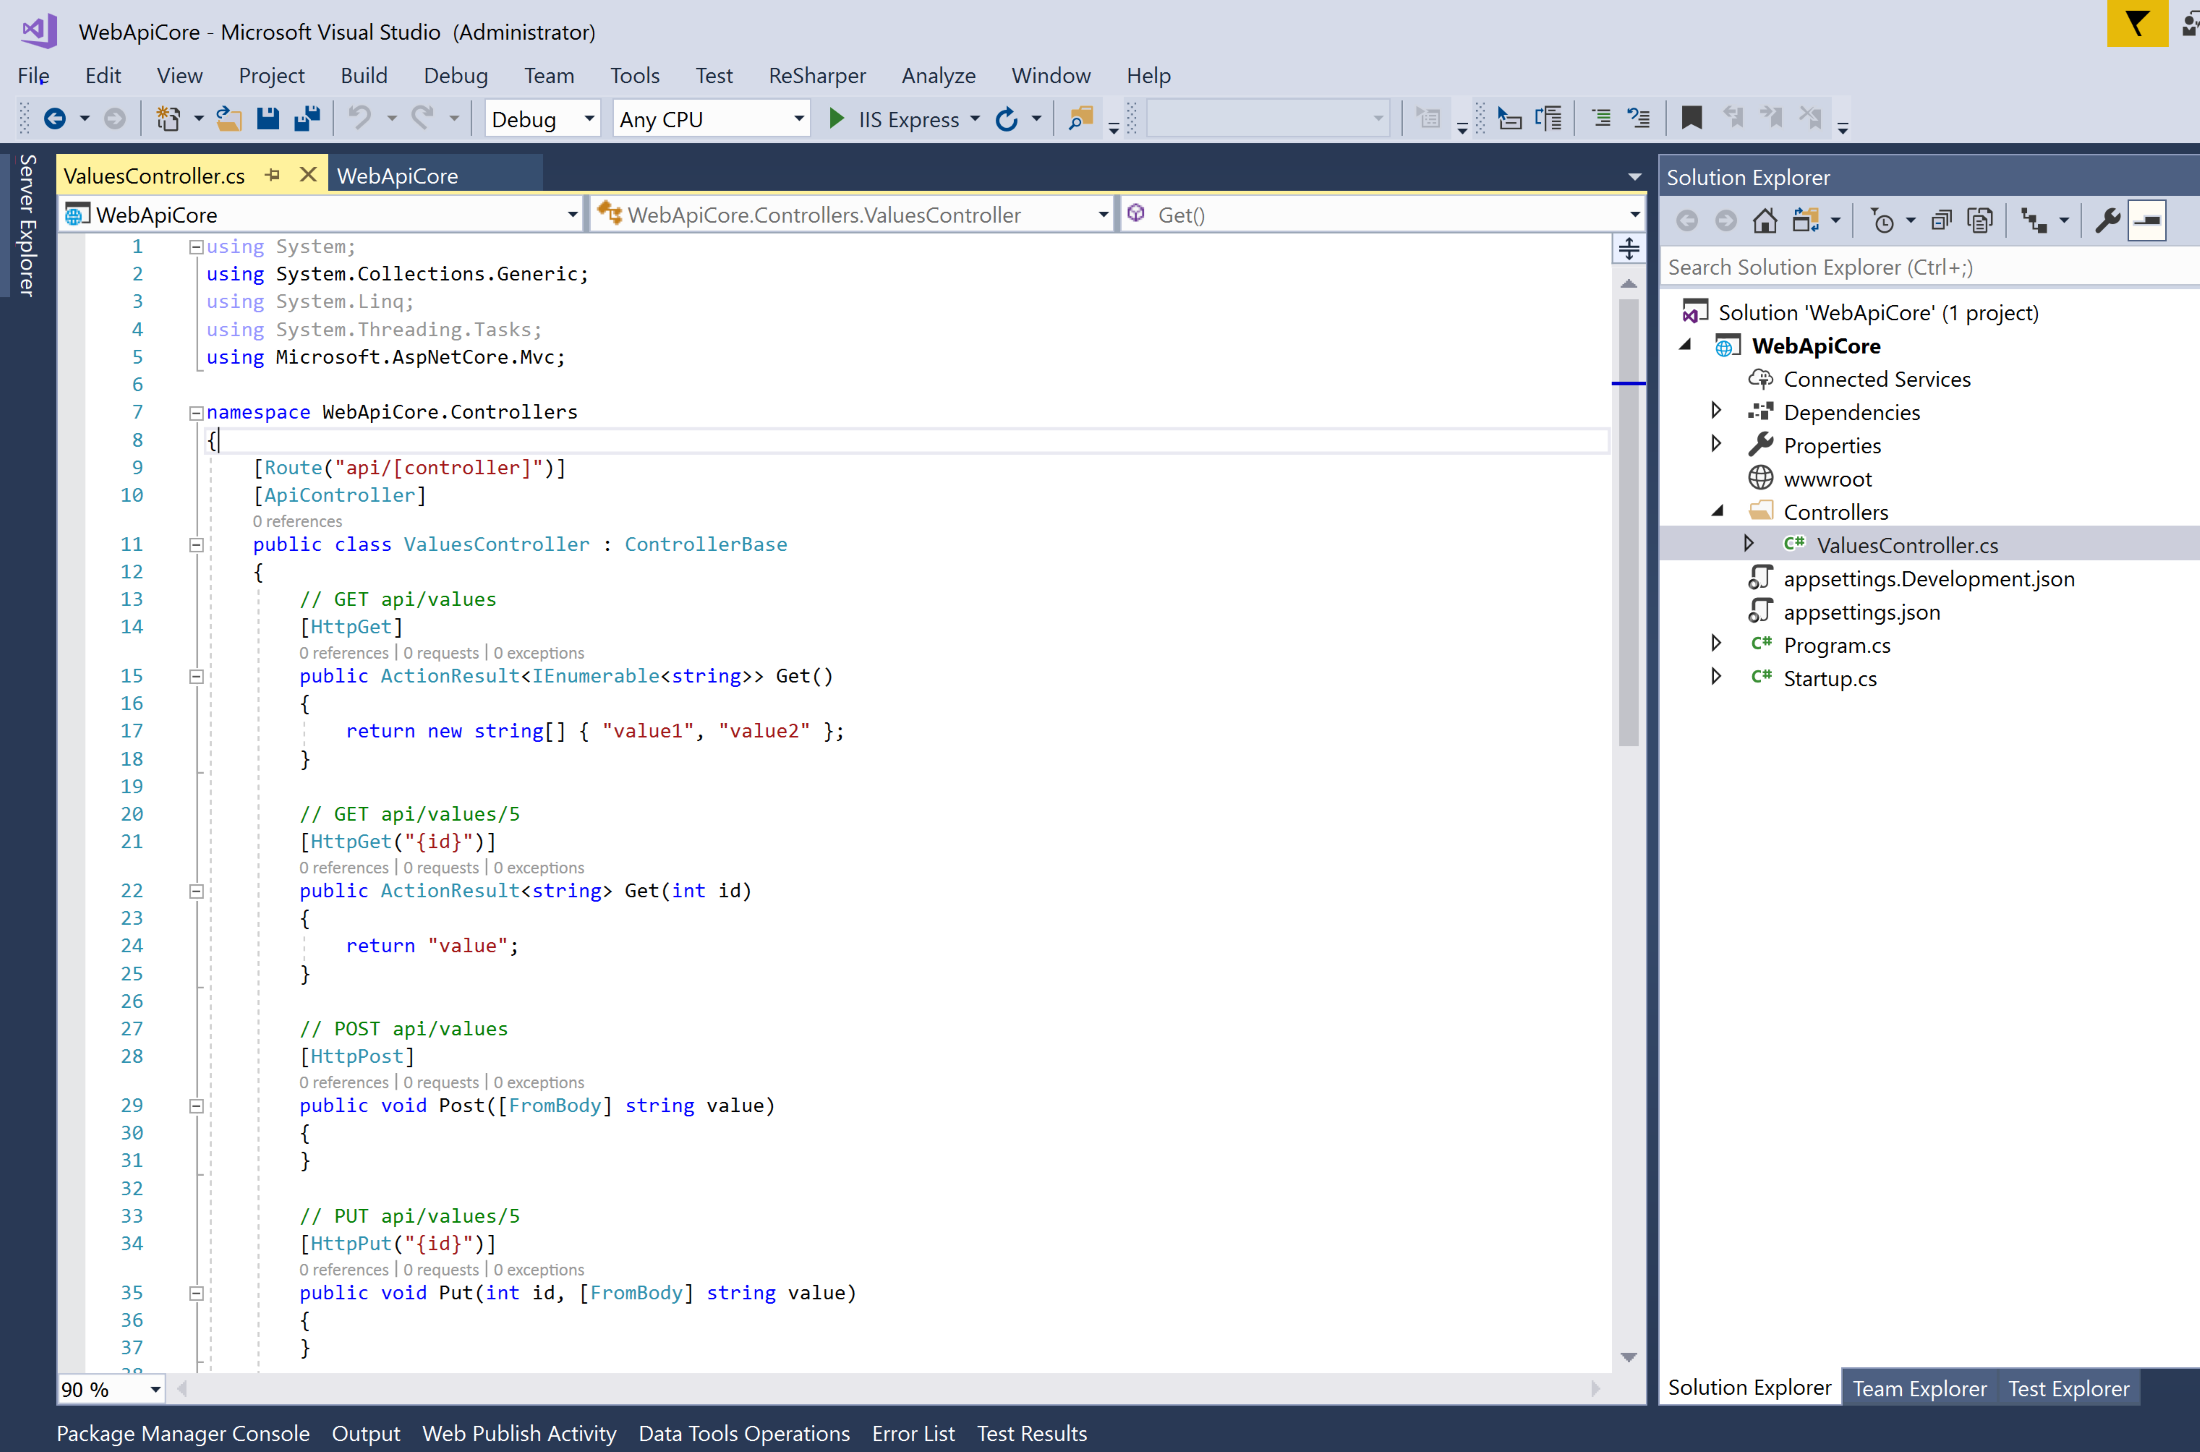 WebApiCore - Microsoft Visual Studio  (Administrator)
File Edit View Project Build Debug Team Tools Test ReSharper Analyze Window Help
Debug Any CPU IIS Express
Server Explorer
ValuesController.cs WebApiCore
WebApiCore WebApiCore.Controllers.ValuesController Get()
1 using System;
2 using System.Collections.Generic;
3 using System.Linq;
4 using System.Threading.Tasks;
5 using Microsoft.AspNetCore.Mvc;
6
7 namespace WebApiCore.Controllers
8 {
9     [Route("api/[controller]")]
10     [ApiController]
0 references
11     public class ValuesController : ControllerBase
12     {
13         // GET api/values
14         [HttpGet]
0 references | 0 requests | 0 exceptions
15         public ActionResult<IEnumerable<string>> Get()
16         {
17             return new string[] { "value1", "value2" };
18         }
19
20         // GET api/values/5
21         [HttpGet("{id}")]
0 references | 0 requests | 0 exceptions
22         public ActionResult<string> Get(int id)
23         {
24             return "value";
25         }
26
27         // POST api/values
28         [HttpPost]
0 references | 0 requests | 0 exceptions
29         public void Post([FromBody] string value)
30         {
31         }
32
33         // PUT api/values/5
34         [HttpPut("{id}")]
0 references | 0 requests | 0 exceptions
35         public void Put(int id, [FromBody] string value)
36         {
37         }
90 %
Solution Explorer
Search Solution Explorer (Ctrl+;)
Solution 'WebApiCore' (1 project)
WebApiCore
Connected Services
Dependencies
Properties
wwwroot
Controllers
C# ValuesController.cs
appsettings.Development.json
appsettings.json
C# Program.cs
C# Startup.cs
Solution Explorer Team Explorer Test Explorer
Package Manager Console Output Web Publish Activity Data Tools Operations Error List Test Results